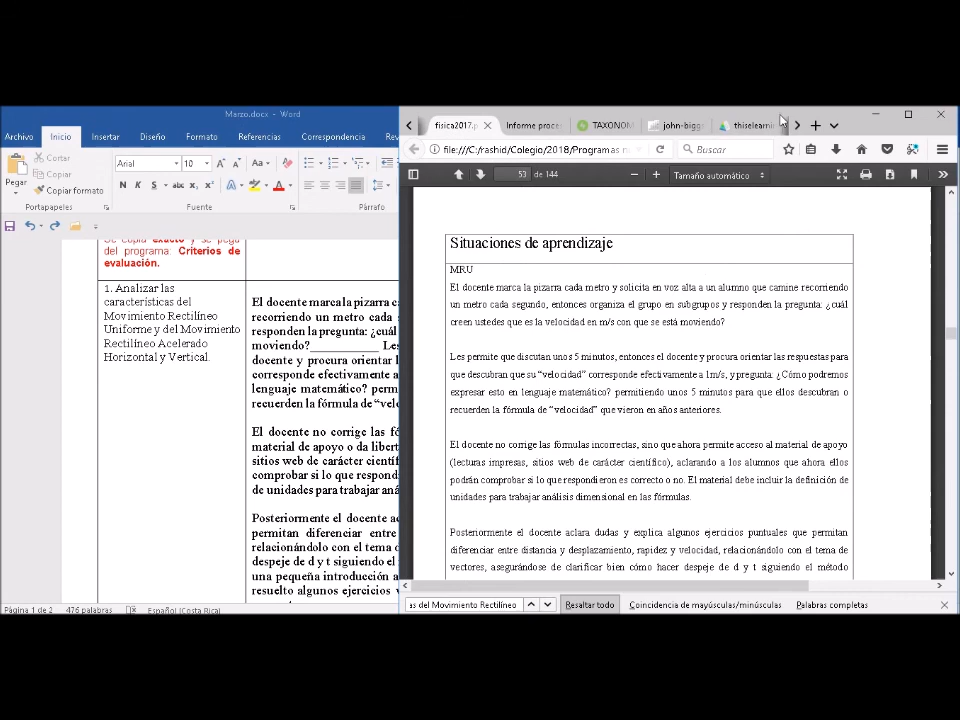 Marzo.docx - Word
Archivo Inicio Insertar Diseño Formato Referencias Correspondencia Rev
Pegar
Cortar
Copiar
Copiar formato
Arial 10 A A Aa
N K S abc x₂ x² A A
Portapapeles Fuente Párrafo
Se copia exacto y se pega
del programa: Criterios de
evaluación.
1. Analizar las
características del
Movimiento Rectilíneo
Uniforme y del Movimiento
Rectilíneo Acelerado
Horizontal y Vertical.
El docente marca la pizarra ca
recorriendo un metro cada s
responden la pregunta: ¿cuál
moviendo?__________ Les
docente y procura orientar l
corresponde efectivamente a
lenguaje matemático? perm
recuerden la fórmula de "velo
El docente no corrige las fó
material de apoyo o da libert
sitios web de carácter científi
comprobar si lo que respondi
de unidades para trabajar aná
Posteriormente el docente ac
permitan diferenciar entre
relacionándolo con el tema d
despeje de d y t siguiendo el
una pequeña introducción a
resuelto algunos ejercicios v
Página 1 de 2 476 palabras Español (Costa Rica)
fisica2017.p Informe proce TAXONOM john-bigg thiselearni
file:///C:/rashid/Colegio/2018/Programas Buscar
53 de 144 Tamaño automático
Situaciones de aprendizaje
MRU
El docente marca la pizarra cada metro y solicita en voz alta a un alumno que camine recorriendo
un metro cada segundo, entonces organiza el grupo en subgrupos y responden la pregunta: ¿cuál
creen ustedes que es la velocidad en m/s con que se está moviendo?
Les permite que discutan unos 5 minutos, entonces el docente y procura orientar las respuestas para
que descubran que su "velocidad" corresponde efectivamente a 1m/s, y pregunta: ¿Cómo podremos
expresar esto en lenguaje matemático? permitiendo unos 5 minutos para que ellos descubran o
recuerden la fórmula de "velocidad" que vieron en años anteriores.
El docente no corrige las fórmulas incorrectas, sino que ahora permite acceso al material de apoyo
(lecturas impresas, sitios web de carácter científico), aclarando a los alumnos que ahora ellos
podrán comprobar si lo que respondieron es correcto o no. El material debe incluir la definición de
unidades para trabajar análisis dimensional en las fórmulas.
Posteriormente el docente aclara dudas y explica algunos ejercicios puntuales que permitan
diferenciar entre distancia y desplazamiento, rapidez y velocidad, relacionándolo con el tema de
vectores, asegurándose de clarificar bien cómo hacer despeje de d y t siguiendo el método
as del Movimiento Rectilíneo Resaltar todo Coincidencia de mayúsculas/minúsculas Palabras completas